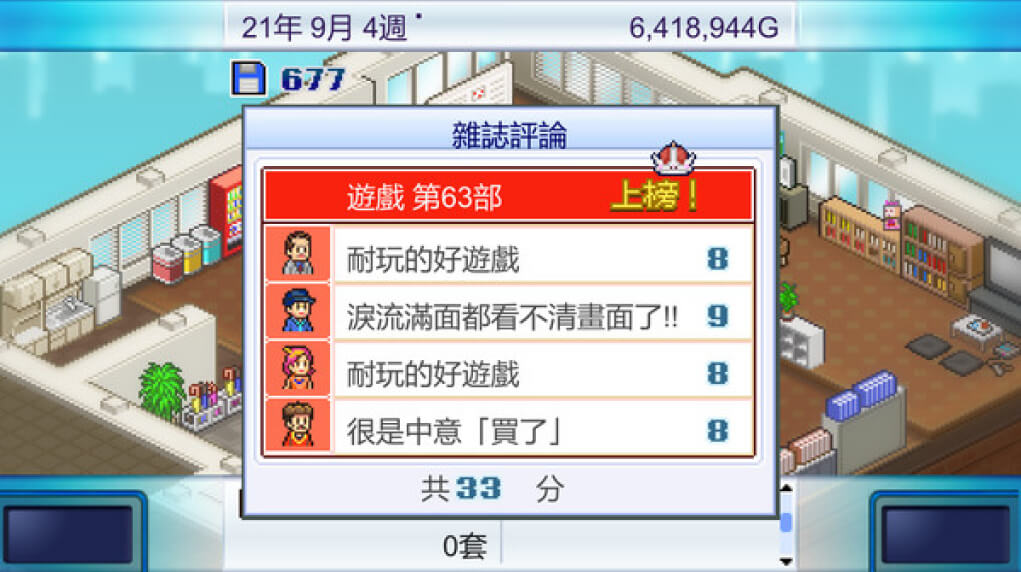 21年 9月 4週
6,418,944G
677
雜誌評論
遊戲 第63部 上榜！
耐玩的好遊戲 8
淚流滿面都看不清畫面了!! 9
耐玩的好遊戲 8
很是中意「買了」 8
共 33 分
0套